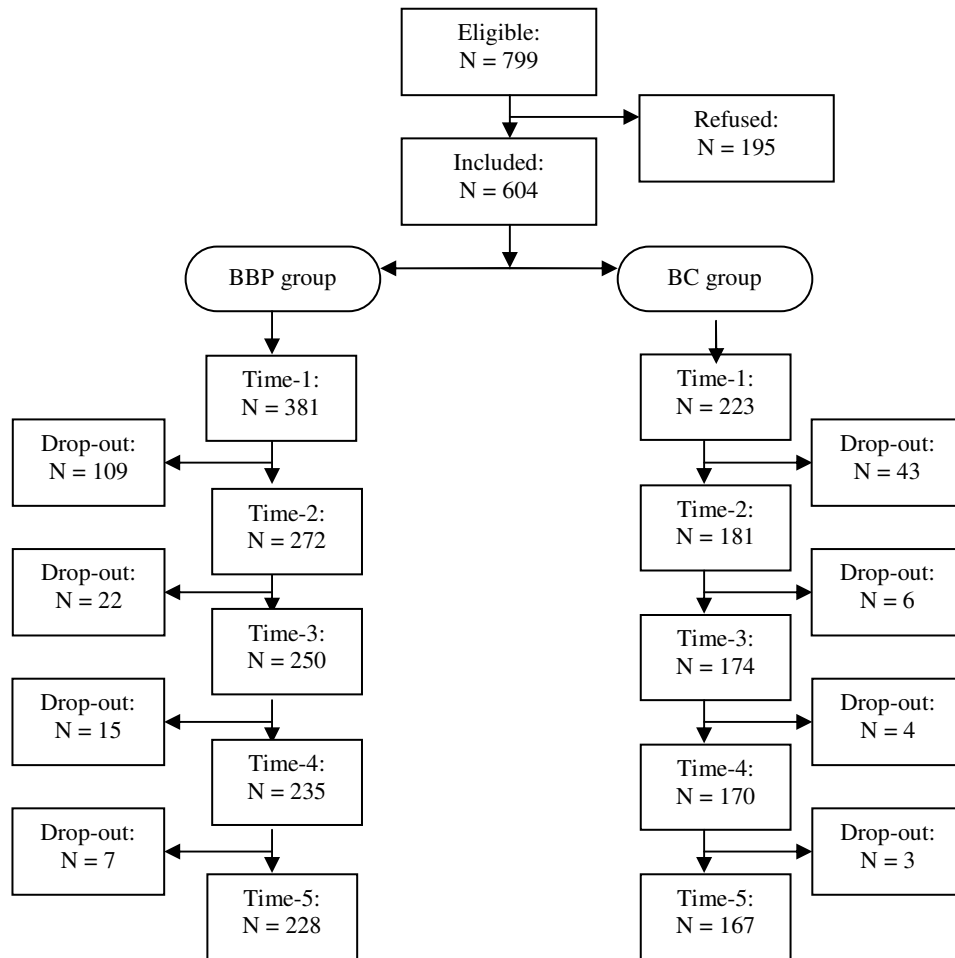 Eligible:
N = 799
Refused:
N = 195
Included:
N = 604
BBP group
BC group
Time-1:
N = 381
Time-1:
N = 223
Drop-out:
N = 109
Drop-out:
N = 43
Time-2:
N = 272
Time-2:
N = 181
Drop-out:
N = 22
Drop-out:
N = 6
Time-3:
N = 250
Time-3:
N = 174
Drop-out:
N = 15
Drop-out:
N = 4
Time-4:
N = 235
Time-4:
N = 170
Drop-out:
N = 7
Drop-out:
N = 3
Time-5:
N = 228
Time-5:
N = 167